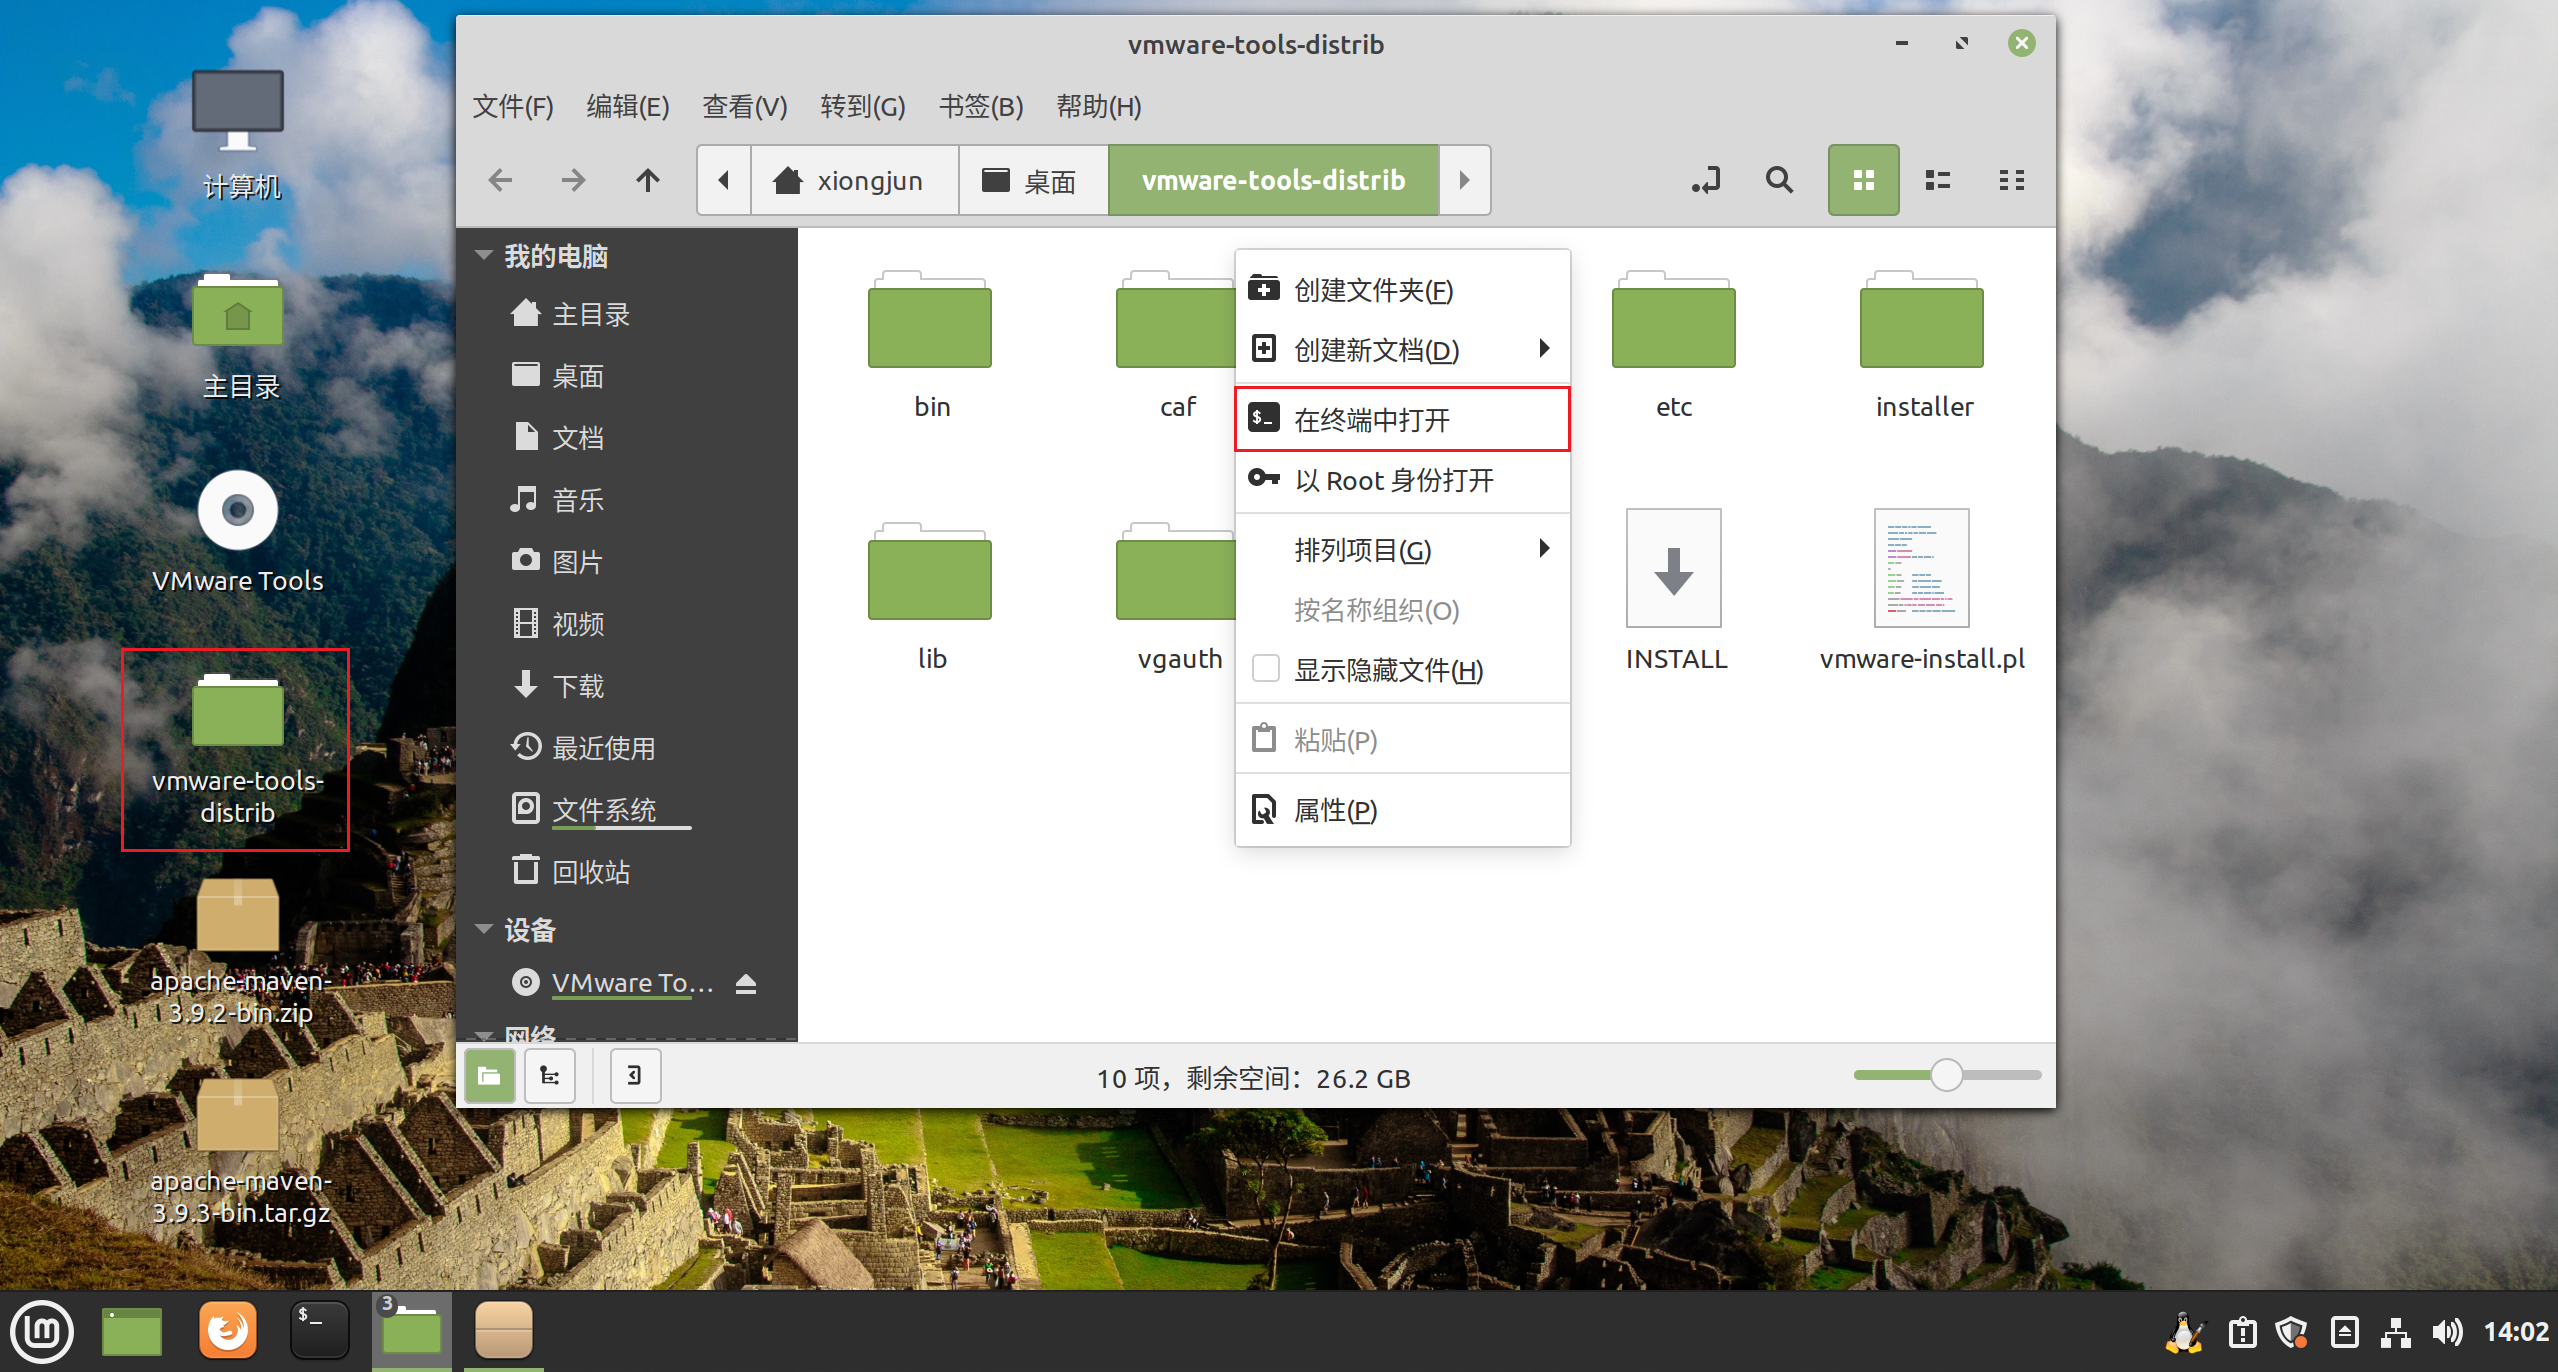 vmware-tools-distrib
文件(F) 编辑(E) 查看(V) 转到(G) 书签(B) 帮助(H)
xiongjun 桌面 vmware-tools-distrib
计算机
主目录
VMware Tools
vmware-tools-
distrib
apache-maven-
3.9.2-bin.zip
apache-maven-
3.9.3-bin.tar.gz
我的电脑
主目录
桌面
文档
音乐
图片
视频
下载
最近使用
文件系统
回收站
设备
VMware To...
网络
bin
caf
etc
installer
lib
vgauth
INSTALL
vmware-install.pl
创建文件夹(F)
创建新文档(D)
$_ 在终端中打开
以 Root 身份打开
排列项目(G)
按名称组织(O)
显示隐藏文件(H)
粘贴(P)
属性(P)
10 项，剩余空间：26.2 GB
$_
3
14:02